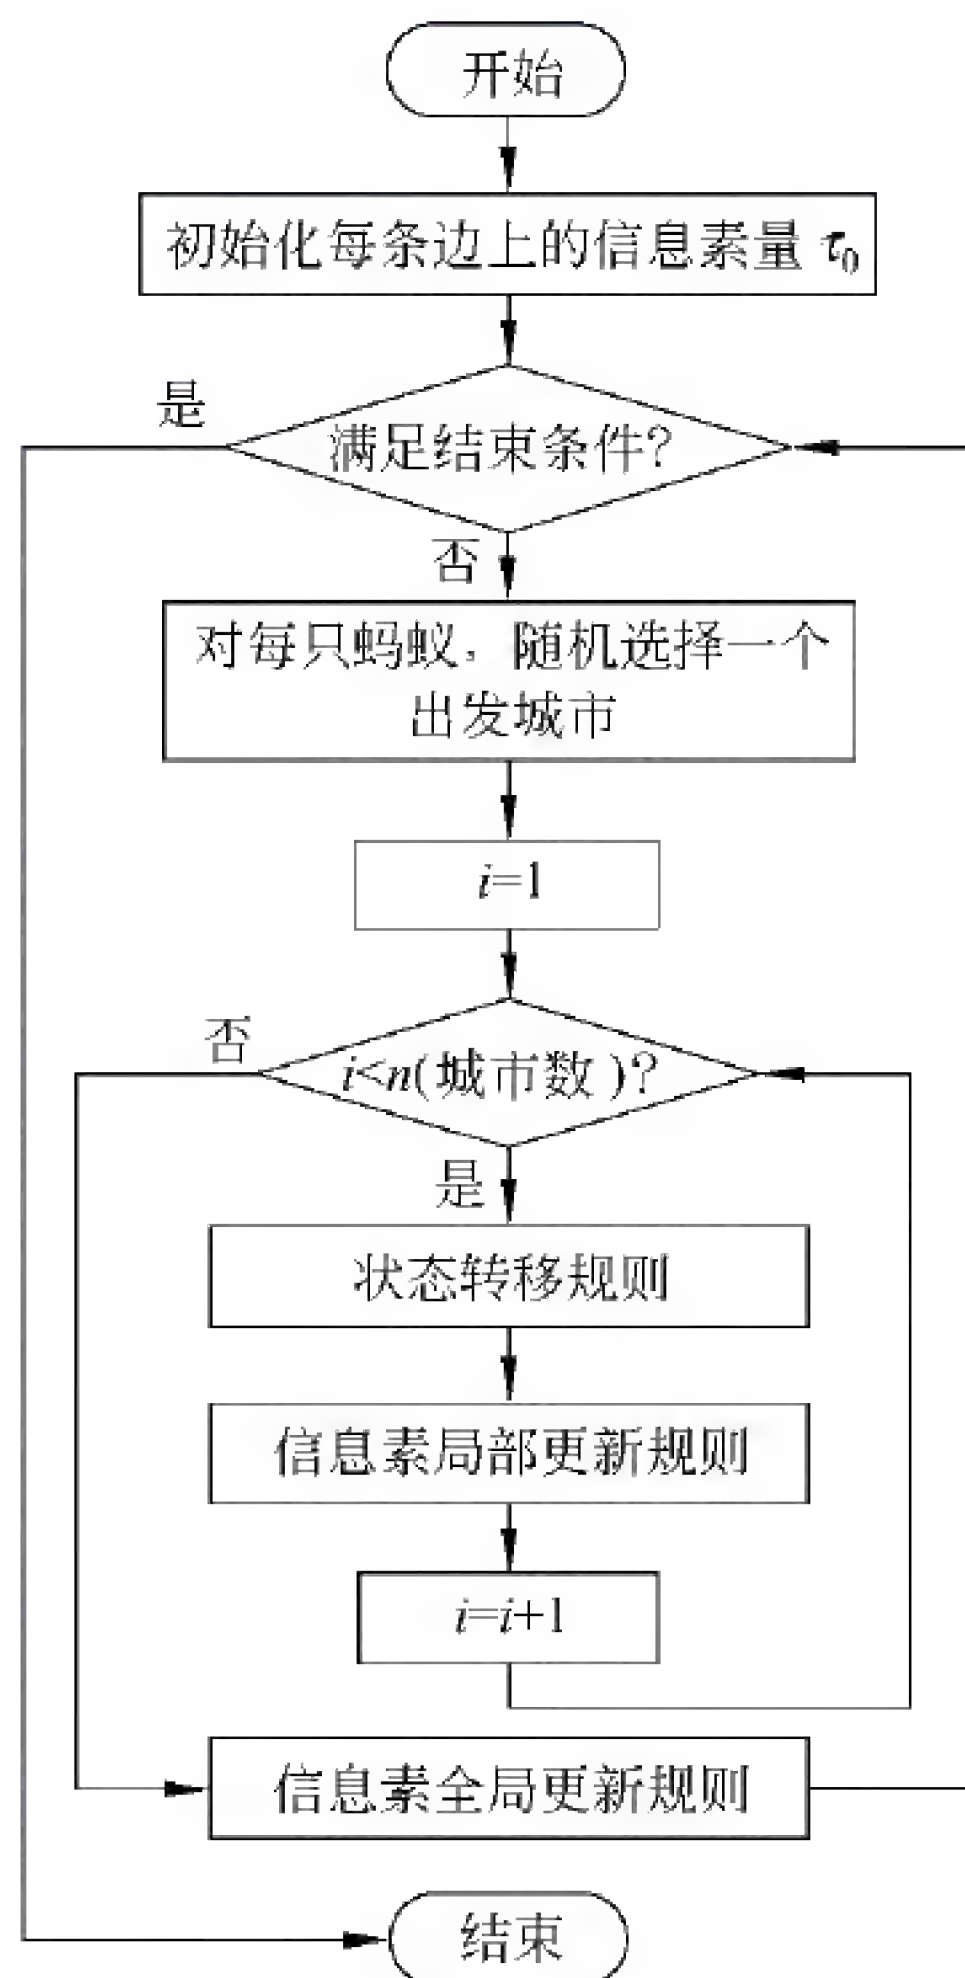 开始
初始化每条边上的信息素量 τ₀
是
满足结束条件?
否
对每只蚂蚁，随机选择一个
出发城市
i=1
否
i<n(城市数)?
是
状态转移规则
信息素局部更新规则
i=i+1
信息素全局更新规则
结束